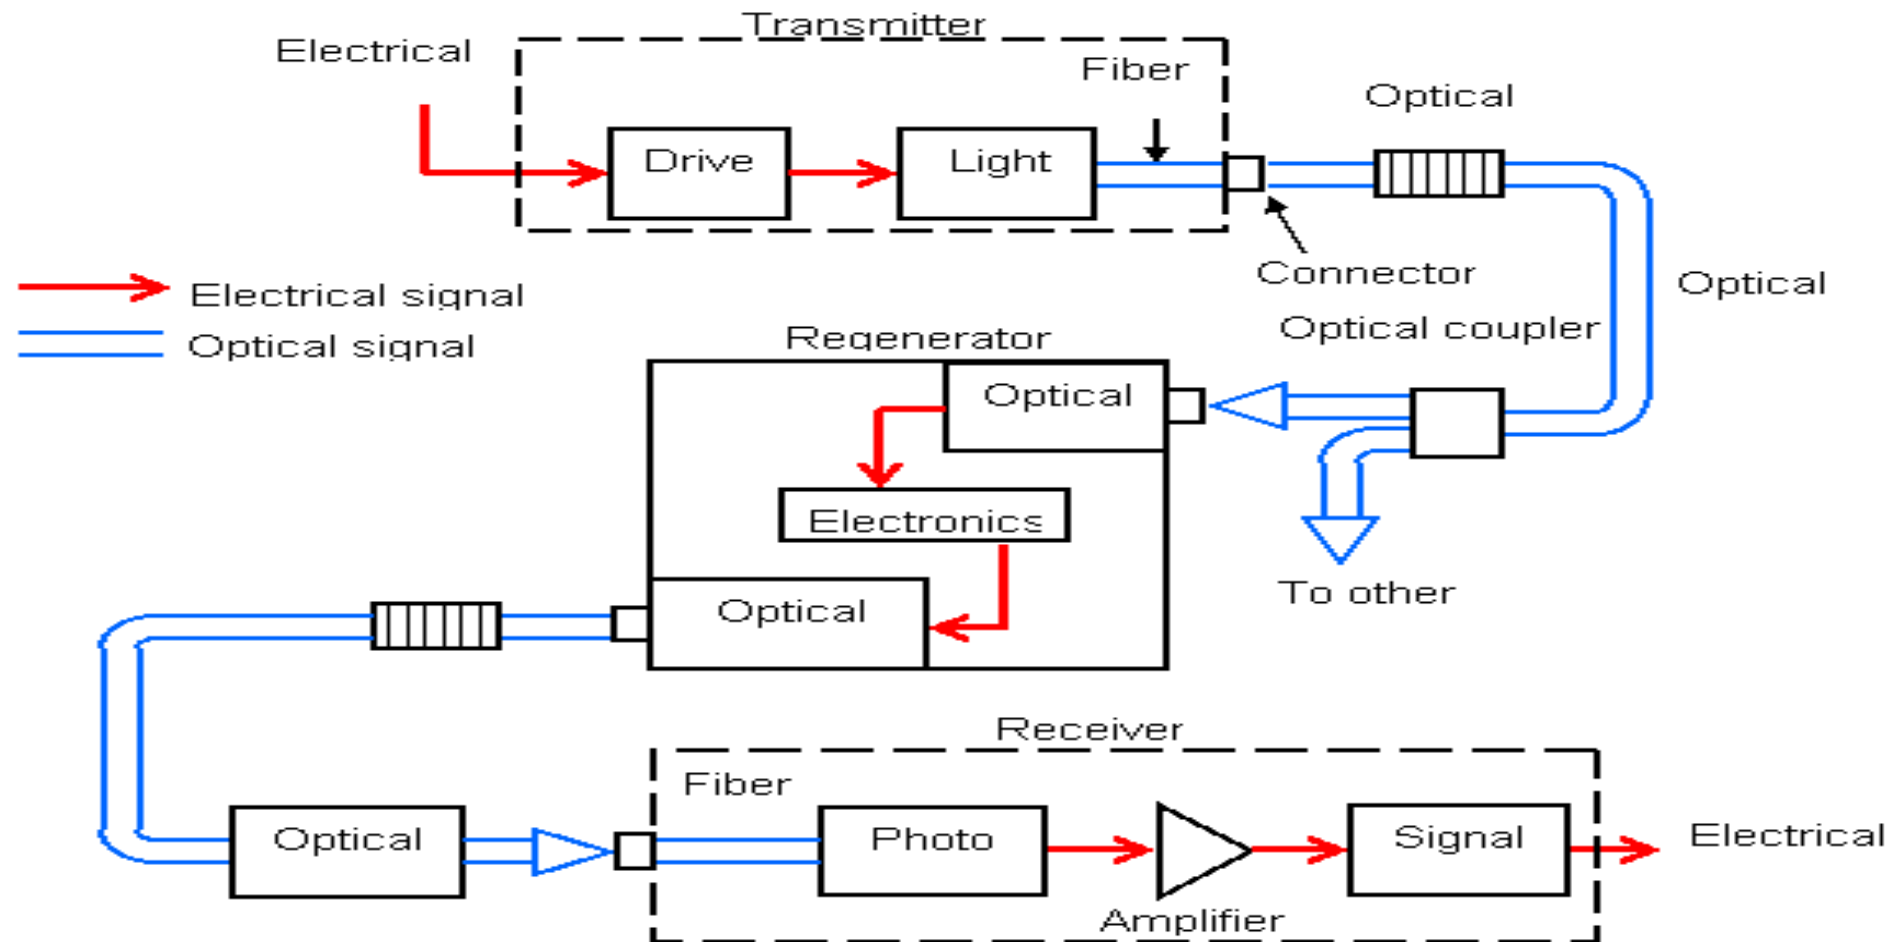 Transmitter
Electrical
Fiber
Optical
Drive
Light
Connector
Electrical signal
Optical signal
Optical
Optical coupler
Regenerator
Optical
Electronics
To other
Optical
Receiver
Fiber
Optical
Photo
Signal
Electrical
Amplifier